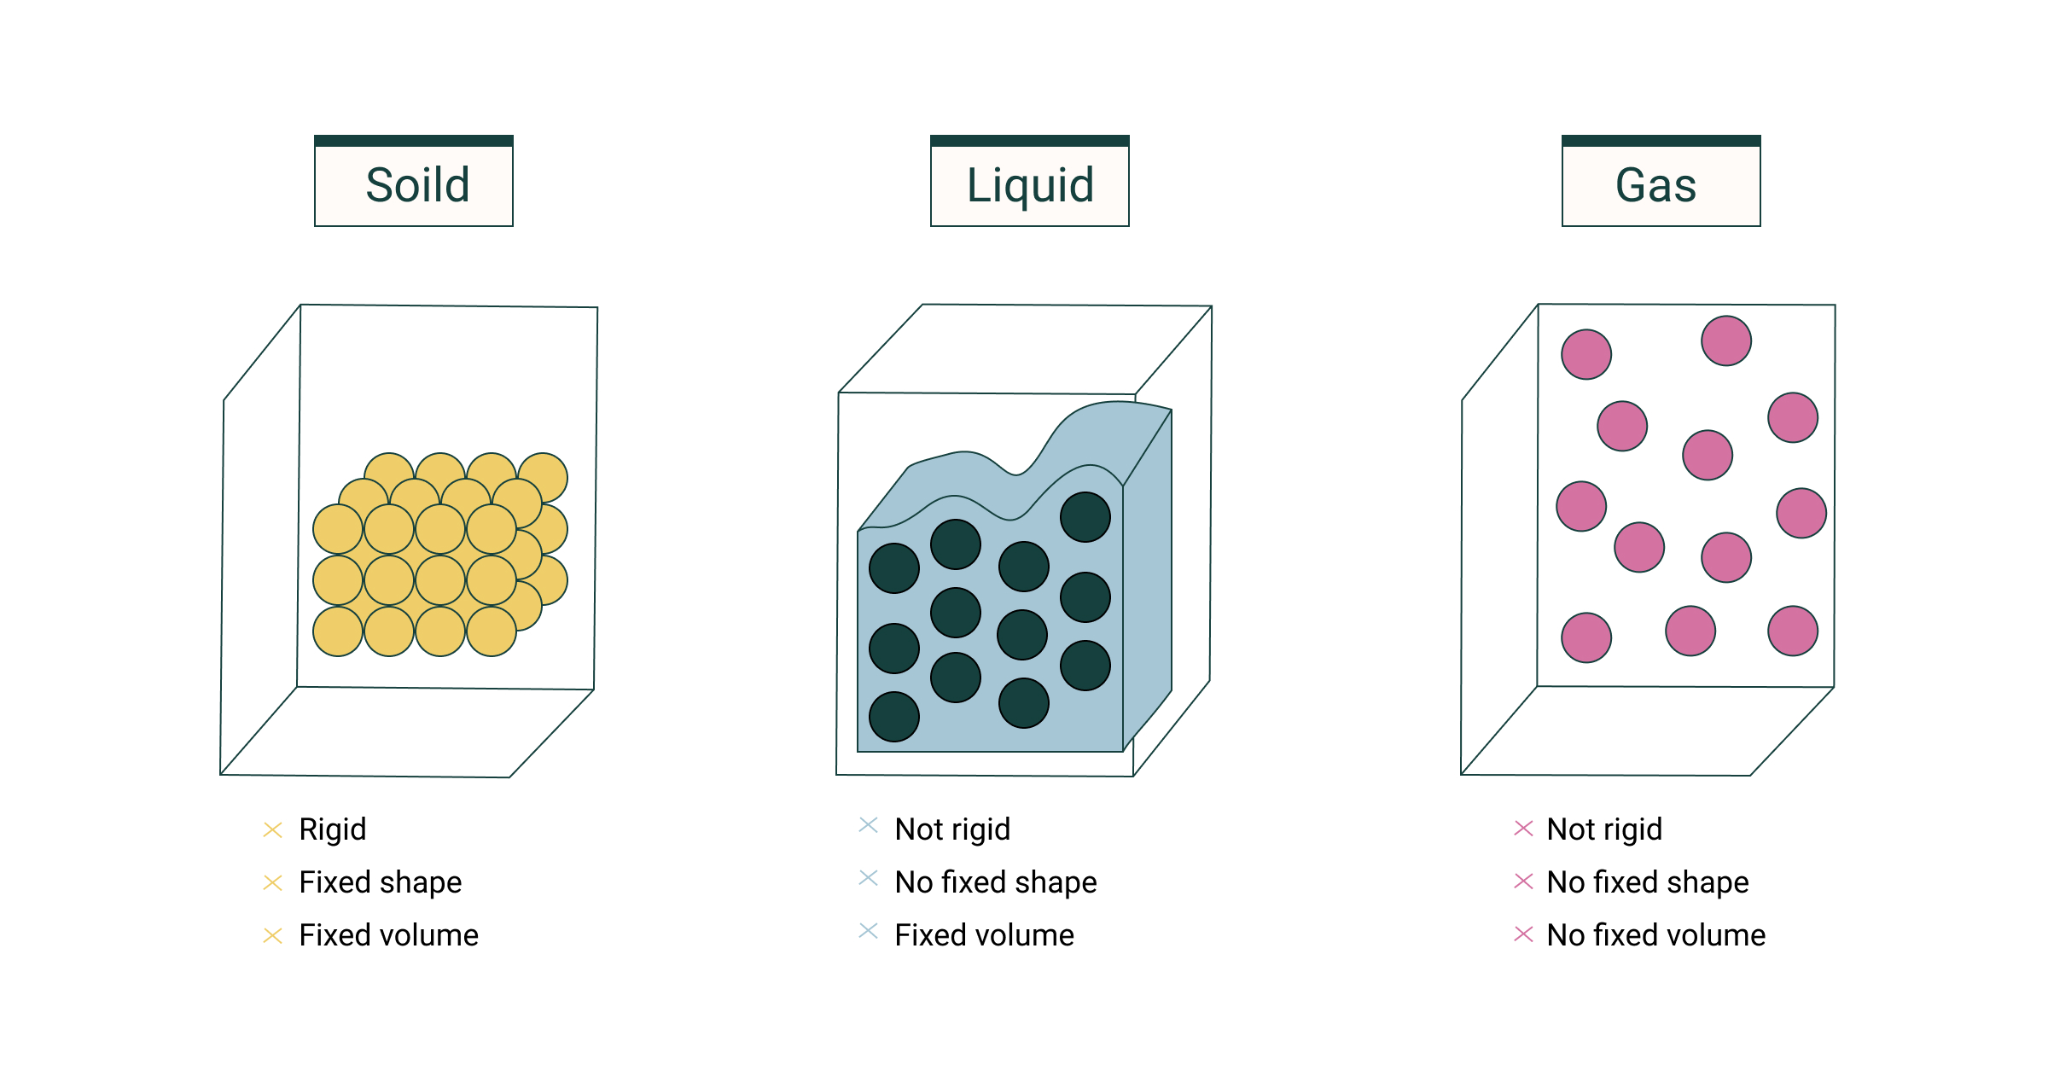 Soild
Liquid
Gas
Rigid
Fixed shape
Fixed volume
Not rigid
No fixed shape
Fixed volume
Not rigid
No fixed shape
No fixed volume